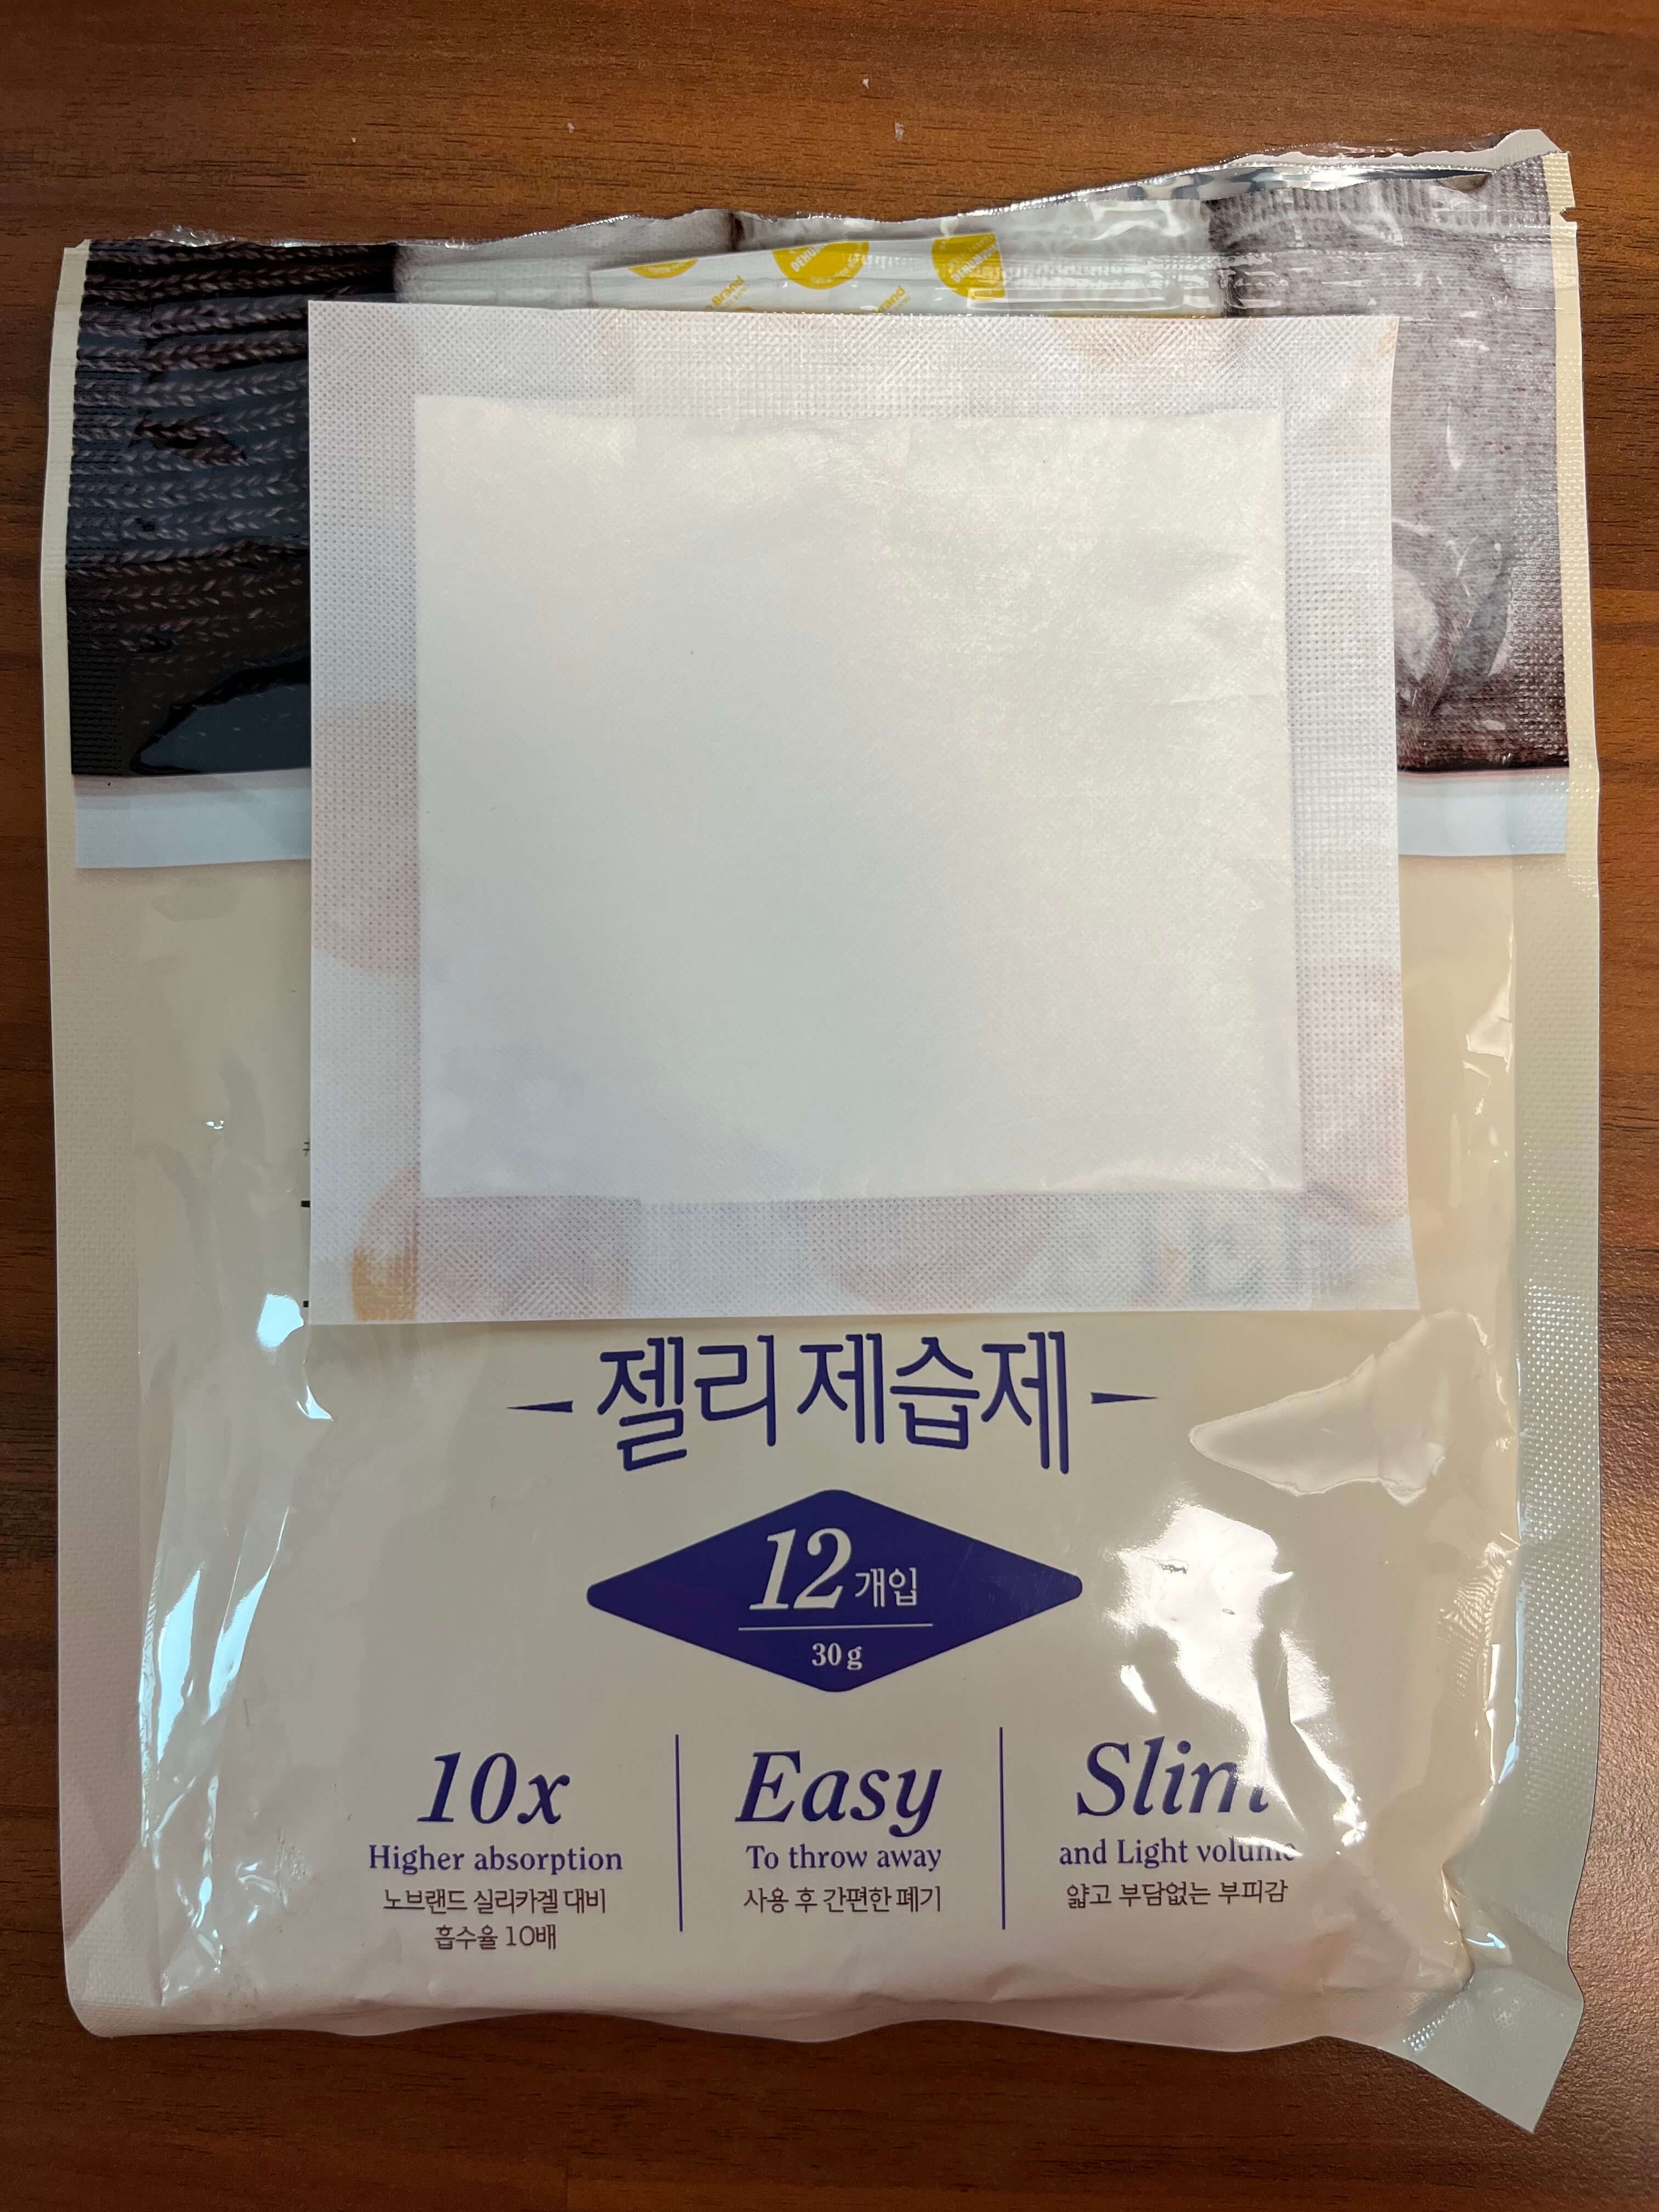 젤리 제습제
12개입
30 g
10x
Higher absorption
노브랜드 실리카겔 대비
흡수율 10배
Easy
To throw away
사용 후 간편한 폐기
Slim
and Light volume
얇고 부담없는 부피감